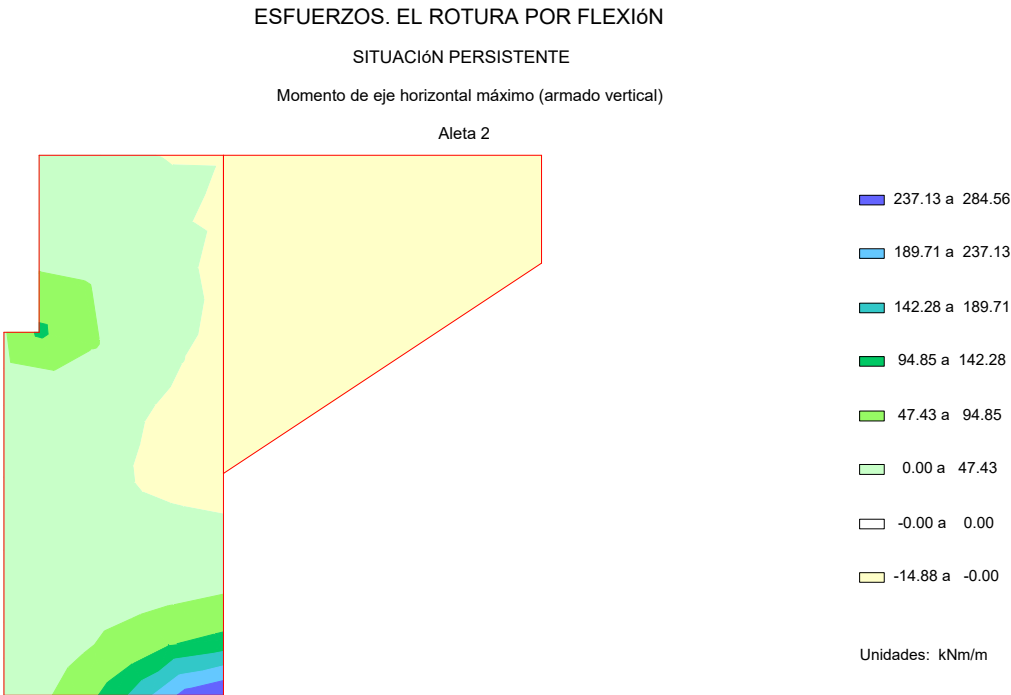 ESFUERZOS. EL ROTURA POR FLEXIóN
SITUACIóN PERSISTENTE
Momento de eje horizontal máximo (armado vertical)
Aleta 2
237.13 a 284.56
189.71 a 237.13
142.28 a 189.71
94.85 a 142.28
47.43 a 94.85
0.00 a 47.43
-0.00 a 0.00
-14.88 a -0.00
Unidades: kNm/m